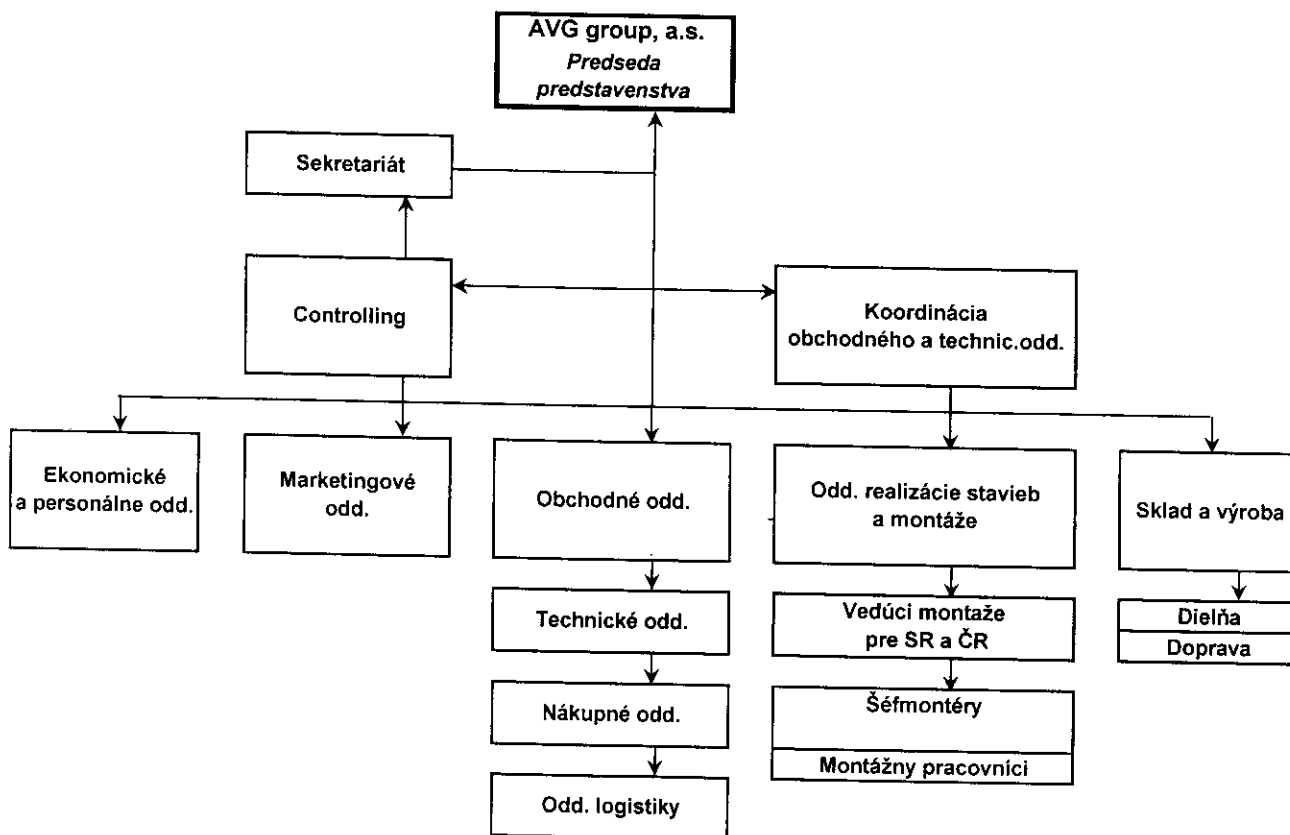 AVG group, a.s.
Predseda
predstavenstva
Sekretariát
Controlling
Koordinácia
obchodného a technic.odd.
Ekonomické
a personálne odd.
Marketingové
odd.
Obchodné odd.
Odd. realizácie stavieb
a montáže
Sklad a výroba
Technické odd.
Vedúci montaže
pre SR a ČR
Dielňa
Doprava
Nákupné odd.
Šéfmontéry
Montážny pracovníci
Odd. logistiky